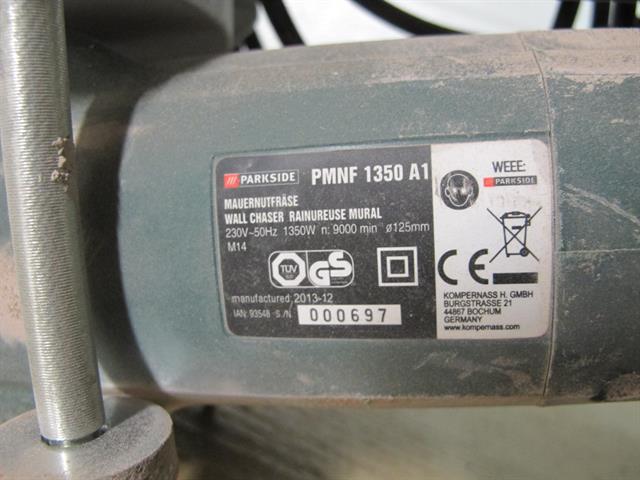 PARKSIDE PMNF 1350 A1
MAUERNUTFRÄSE
WALL CHASER RAINUREUSE MURAL
230V~50Hz 1350W n: 9000 min ø125mm
M14
TÜV GS
manufactured: 2013-12
IAN: 93548 S./N. 000697
WEEE:
PARKSIDE
CE
KOMPERNASS H. GMBH
BURGSTRASSE 21
44867 BOCHUM
GERMANY
www.kompernass.com